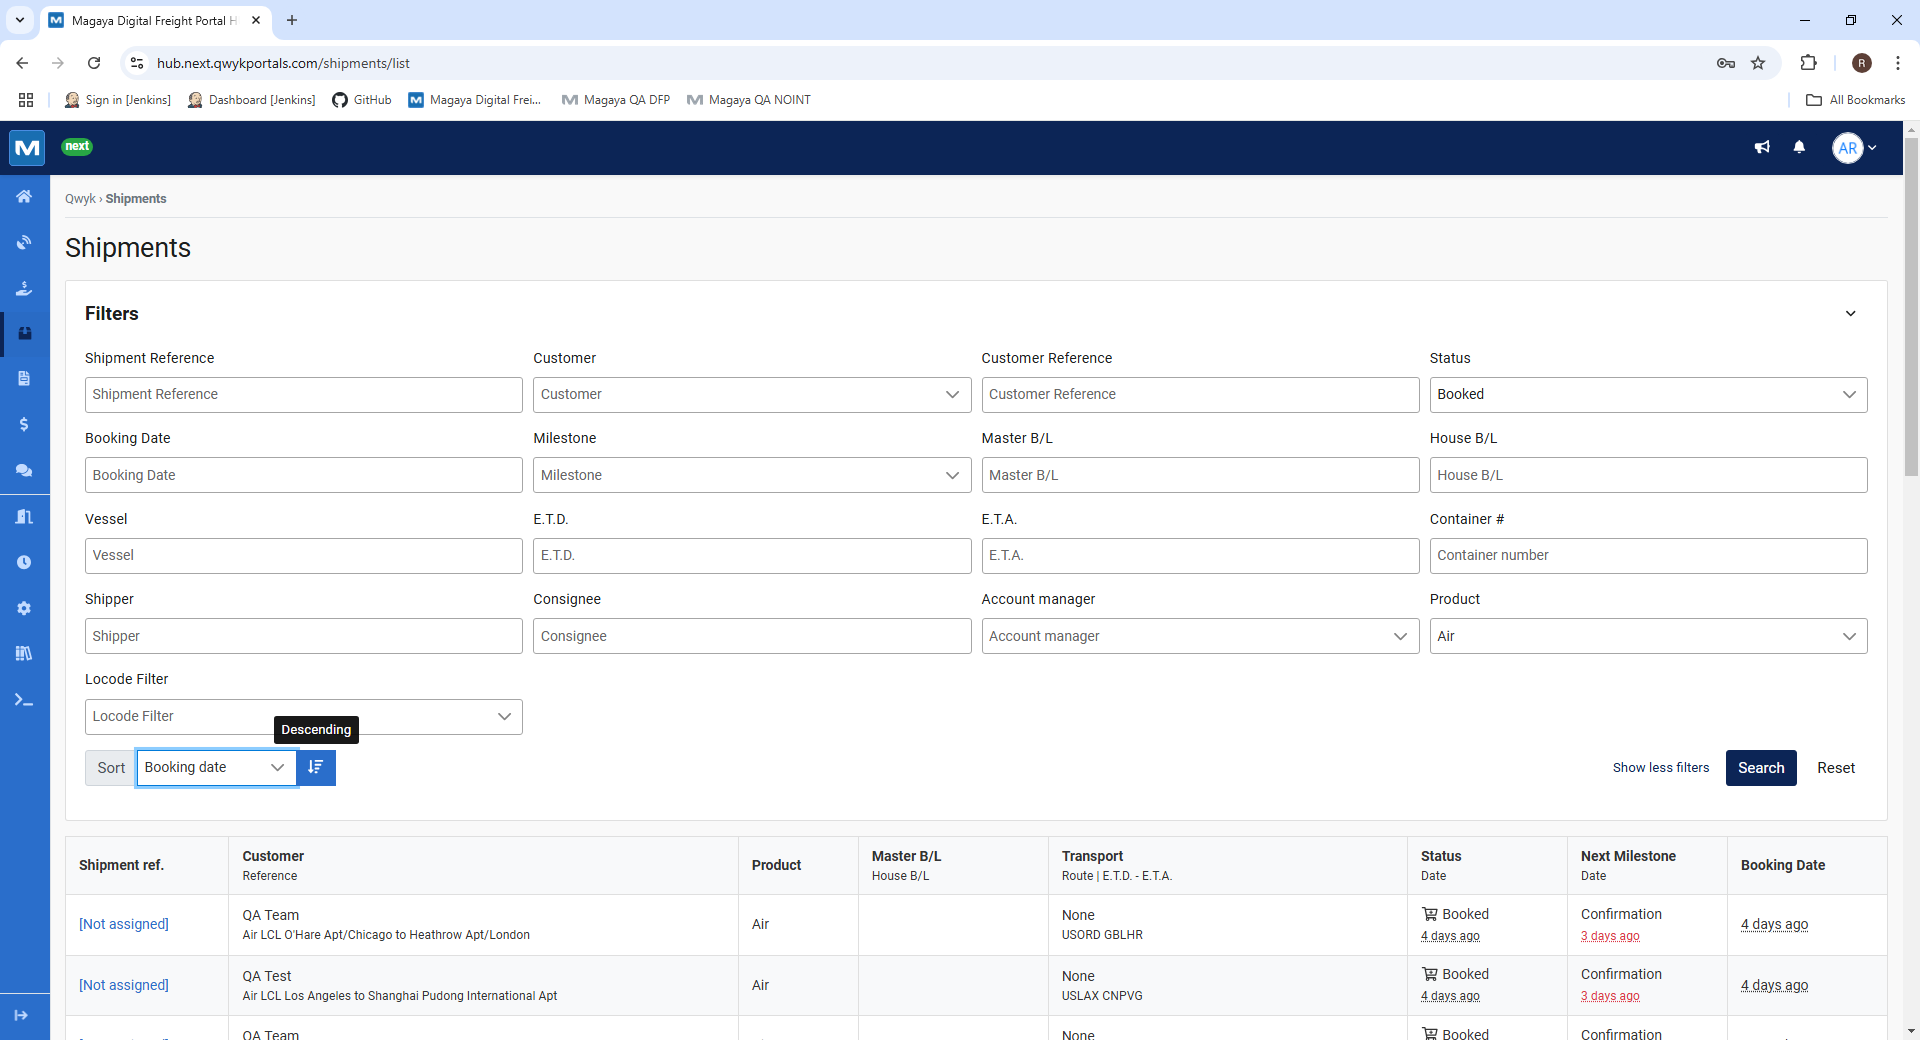 Magaya Digital Freight Portal H
hub.next.qwykportals.com/shipments/list
R
Sign in [Jenkins]
Dashboard [Jenkins]
GitHub
Magaya Digital Frei...
Magaya QA DFP
Magaya QA NOINT
All Bookmarks
next
AR
Qwyk › Shipments
Shipments
Filters
Shipment Reference Customer Customer Reference Status
Shipment Reference Customer Customer Reference Booked
Booking Date Milestone Master B/L House B/L
Booking Date Milestone Master B/L House B/L
Vessel E.T.D. E.T.A. Container #
Vessel E.T.D. E.T.A. Container number
Shipper Consignee Account manager Product
Shipper Consignee Account manager Air
Locode Filter
Locode Filter
Descending
Sort Booking date Show less filters Search Reset
Shipment ref. Customer Product Master B/L Transport Status Next Milestone Booking Date
Reference House B/L Route | E.T.D. - E.T.A. Date Date
[Not assigned] QA Team Air None Booked Confirmation 4 days ago
Air LCL O'Hare Apt/Chicago to Heathrow Apt/London USORD GBLHR 4 days ago 3 days ago
[Not assigned] QA Test Air None Booked Confirmation 4 days ago
Air LCL Los Angeles to Shanghai Pudong International Apt USLAX CNPVG 4 days ago 3 days ago
QA Team None Booked Confirmation